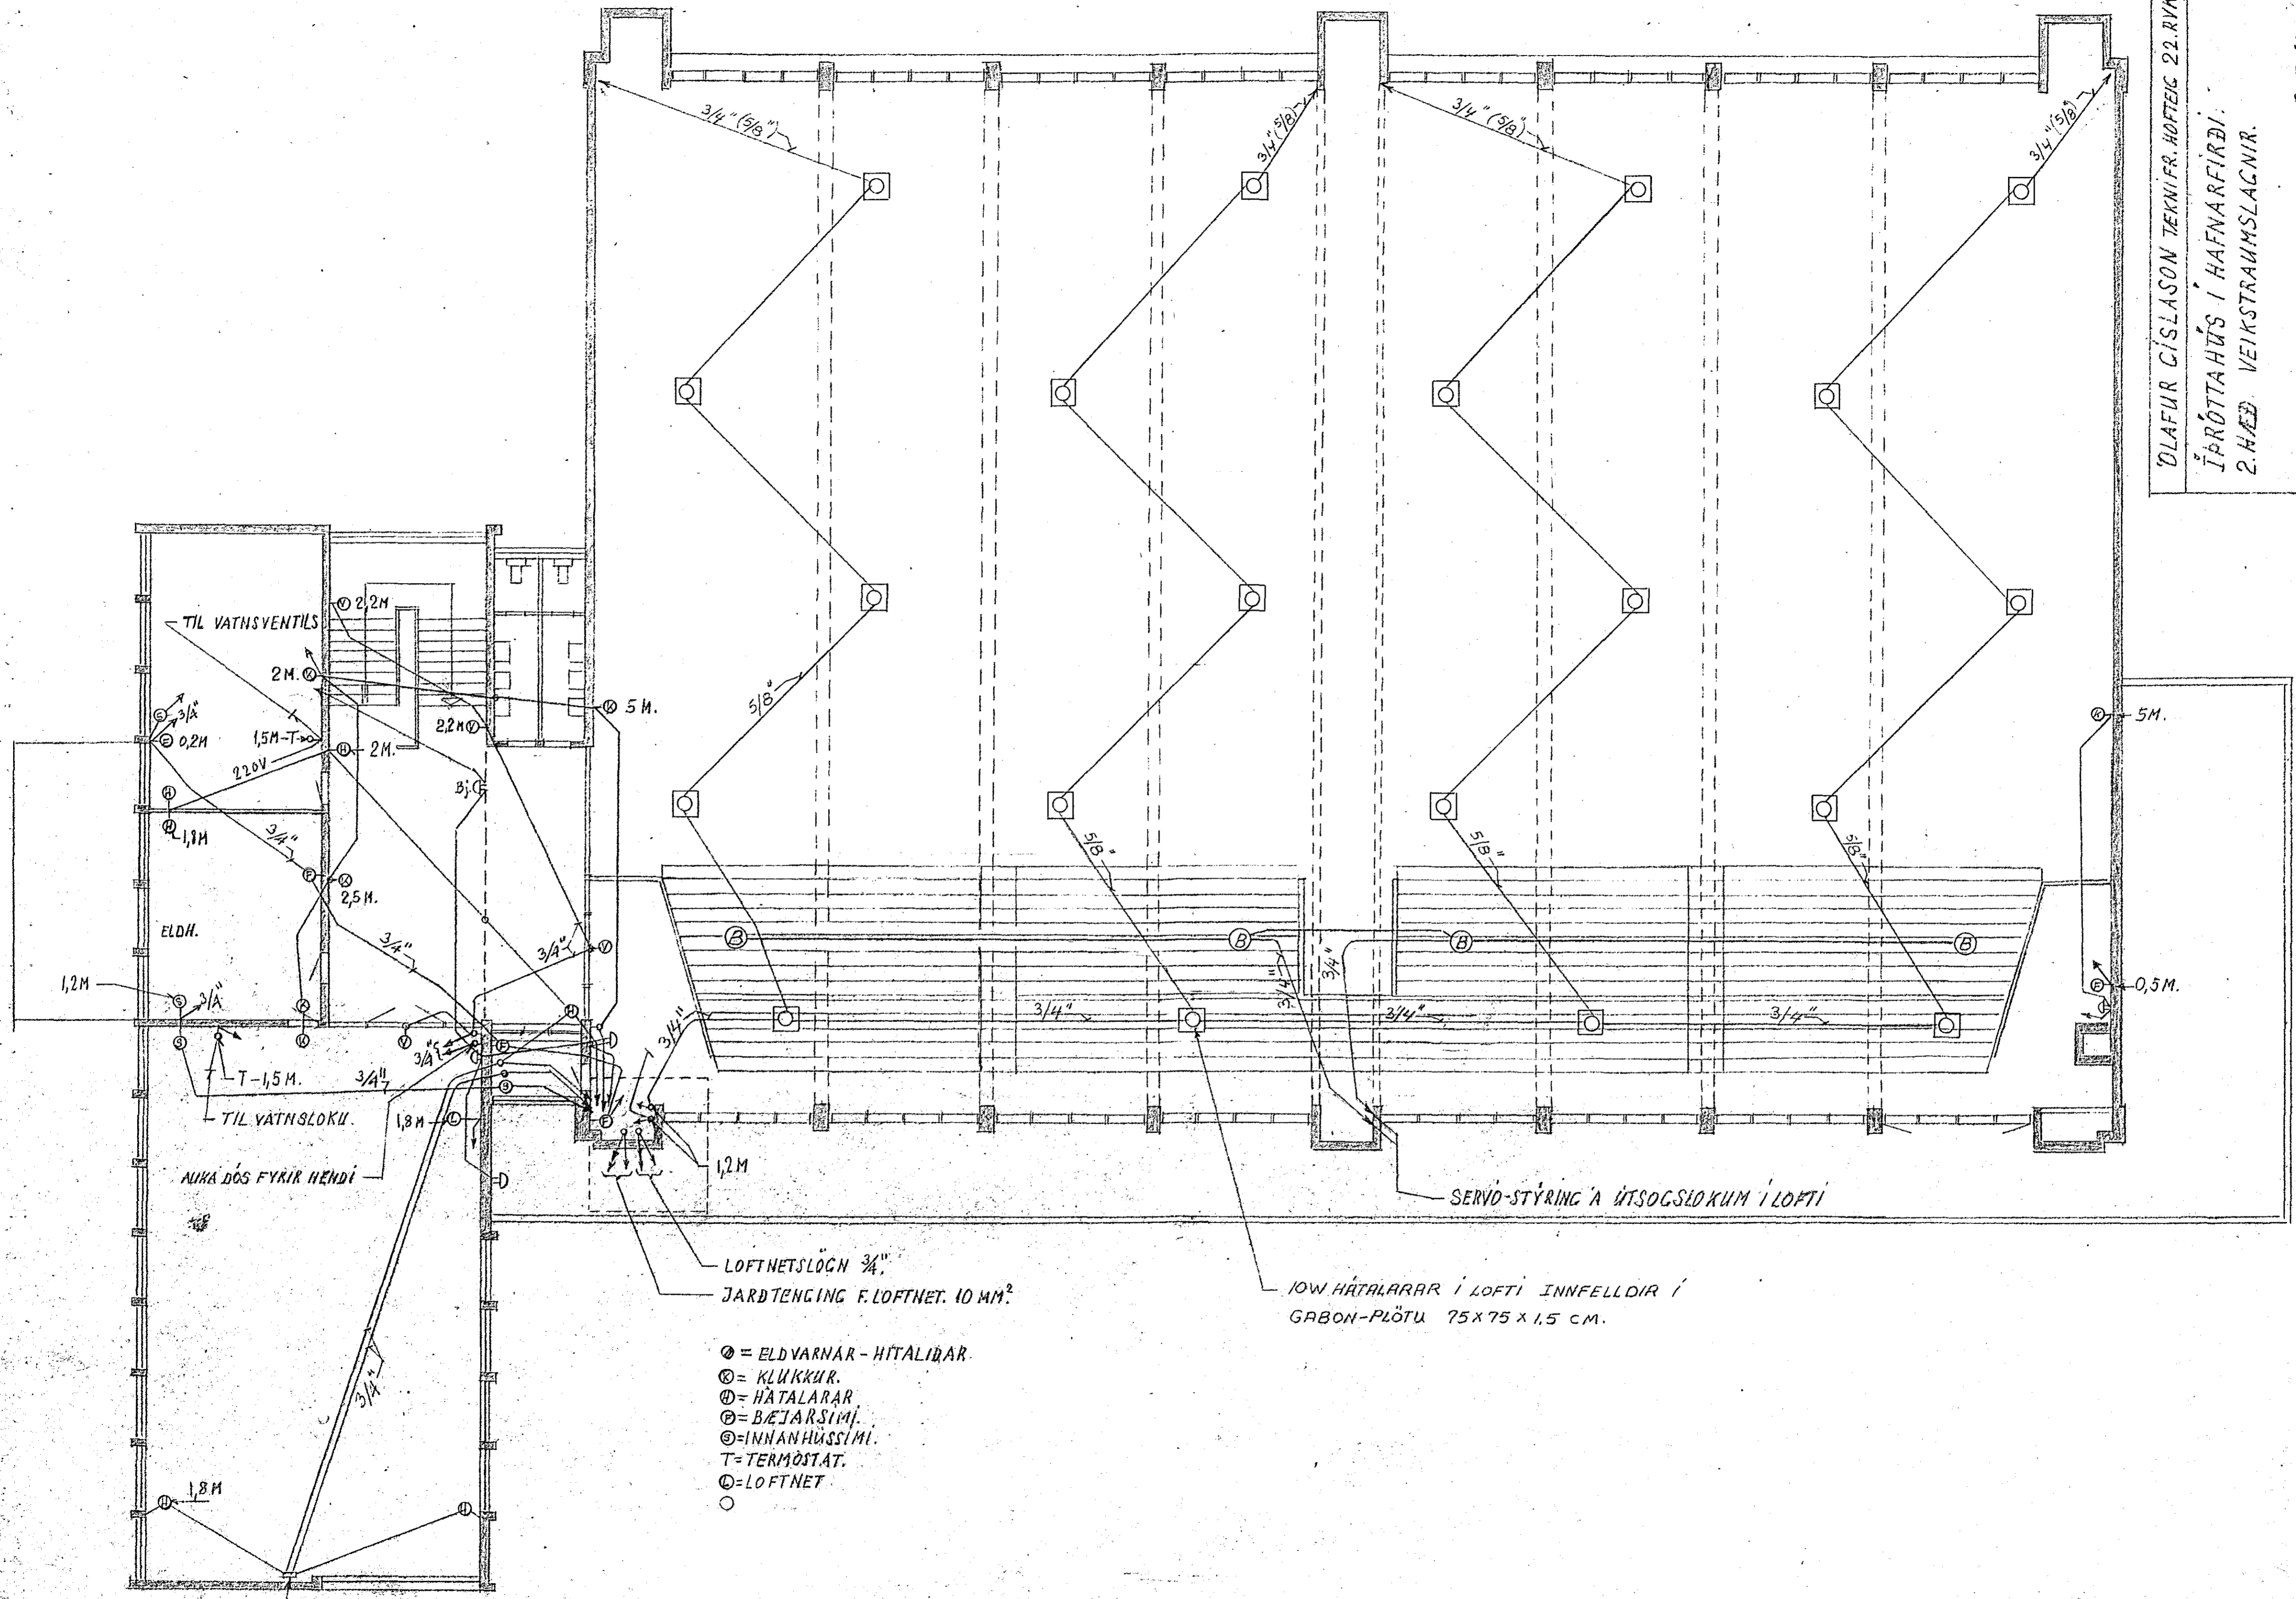 ÓLAFUR GÍSLASON TÆKNIFR. HOFTEIG 22. RVK
ÍÞRÓTTAHÚS Í HAFNARFIRÐI.
2. HÆÐ. VEIKSTRAUMSLAGNIR.
3/4" (5/8")
3/4" (5/8")
3/4" (5/8")
3/4" (5/8")
TIL VATNSVENTILS
V 2,2M
2M. K
K 5M.
K 5M.
S 3/4"
F 0,2M
1,5M-T
H 2M.
2,2M V
220V
Bj.
5/8"
H
H 1,8M
3/4"
F
K
2,5M.
ELDH.
5/8"
5/8"
5/8"
B
B
B
B
3/4"
3/4"
V
3/4"
3/4"
1,2M
S 3/4"
K
H
F 0,5M.
3/4"
3/4"
3/4"
3/4"
S
K
V
3/4"
F
T-1,5M.
3/4"
S
TIL VATNSLOKU.
1,8M L
F
1,2M
AUKA DÓS FYRIR HENDI
SERVO-STÝRING Á ÚTSOGSLOKUM Í LOFTI
LOFTNETSLÖGN 3/4".
JARÐTENGING F. LOFTNET. 10 MM².
10W HÁTALARAR Í LOFTI INNFELLDIR Í
GABON-PLÖTU 75X75X1,5 CM.
= ELDVARNAR-HITALIÐAR.
K = KLUKKUR.
H = HÁTALARAR
F = BÆJARSÍMI.
S = INNANHÚSSÍMI.
T = TERMÓSTAT.
L = LOFTNET.
3/4"
H 1,8M
H